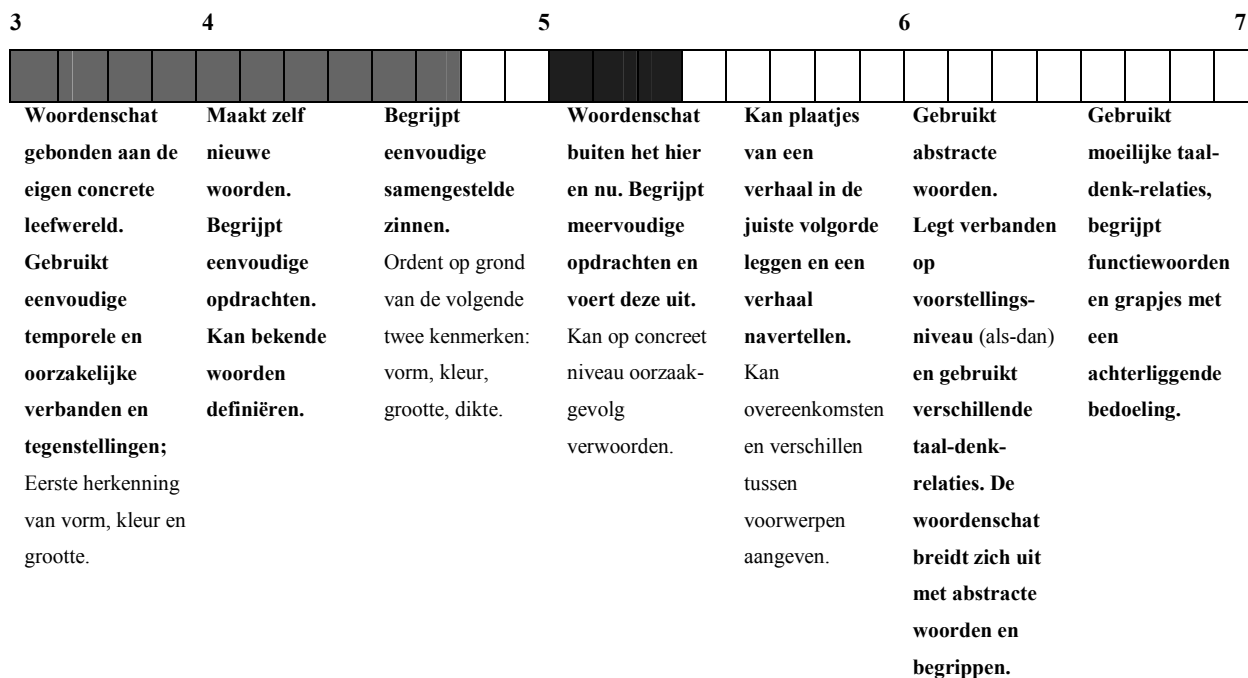 3 4 5 6 7
Woordenschat
gebonden aan de
eigen concrete
leefwereld.
Gebruikt
eenvoudige
temporele en
oorzakelijke
verbanden en
tegenstellingen;
Eerste herkenning
van vorm, kleur en
grootte.
Maakt zelf
nieuwe
woorden.
Begrijpt
eenvoudige
opdrachten.
Kan bekende
woorden
definiëren.
Begrijpt
eenvoudige
samengestelde
zinnen.
Ordent op grond
van de volgende
twee kenmerken:
vorm, kleur,
grootte, dikte.
Woordenschat
buiten het hier
en nu. Begrijpt
meervoudige
opdrachten en
voert deze uit.
Kan op concreet
niveau oorzaak-
gevolg
verwoorden.
Kan plaatjes
van een
verhaal in de
juiste volgorde
leggen en een
verhaal
navertellen.
Kan
overeenkomsten
en verschillen
tussen
voorwerpen
aangeven.
Gebruikt
abstracte
woorden.
Legt verbanden
op
voorstellings-
niveau (als-dan)
en gebruikt
verschillende
taal-denk-
relaties. De
woordenschat
breidt zich uit
met abstracte
woorden en
begrippen.
Gebruikt
moeilijke taal-
denk-relaties,
begrijpt
functiewoorden
en grapjes met
een
achterliggende
bedoeling.